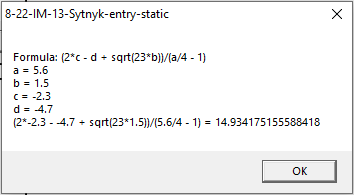 8-22-IM-13-Sytnyk-entry-static
Formula: (2*c - d + sqrt(23*b))/(a/4 - 1)
a = 5.6
b = 1.5
c = -2.3
d = -4.7
(2*-2.3 - -4.7 + sqrt(23*1.5))/(5.6/4 - 1) = 14.934175155588418
OK